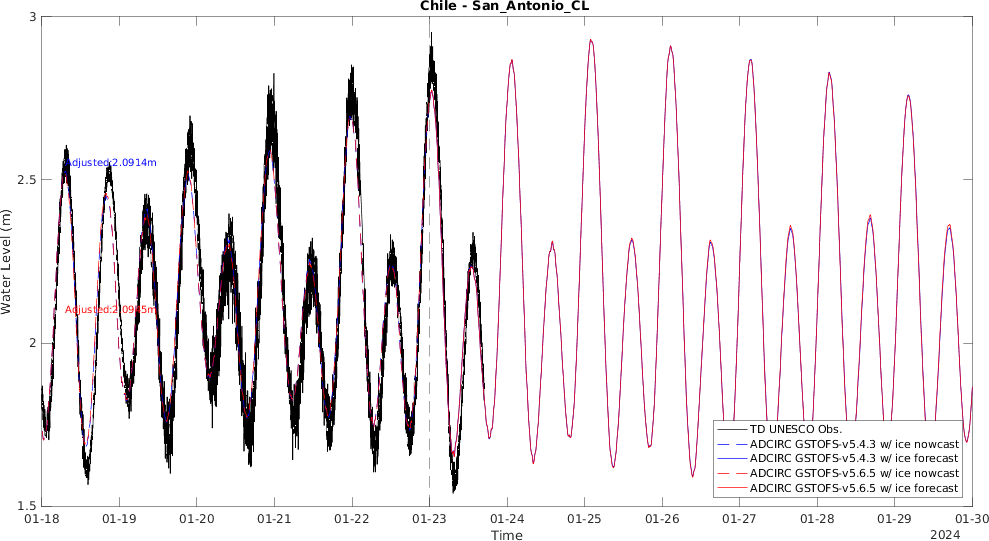 Chile - San_Antonio_CL
3
2.5
2
1.5
Water Level (m)
Adjusted:2.0914m
Adjusted:2.0965m
TD UNESCO Obs.
ADCIRC GSTOFS-v5.4.3 w/ ice nowcast
ADCIRC GSTOFS-v5.4.3 w/ ice forecast
ADCIRC GSTOFS-v5.6.5 w/ ice nowcast
ADCIRC GSTOFS-v5.6.5 w/ ice forecast
01-18 01-19 01-20 01-21 01-22 01-23 01-24 01-25 01-26 01-27 01-28 01-29 01-30
Time
2024